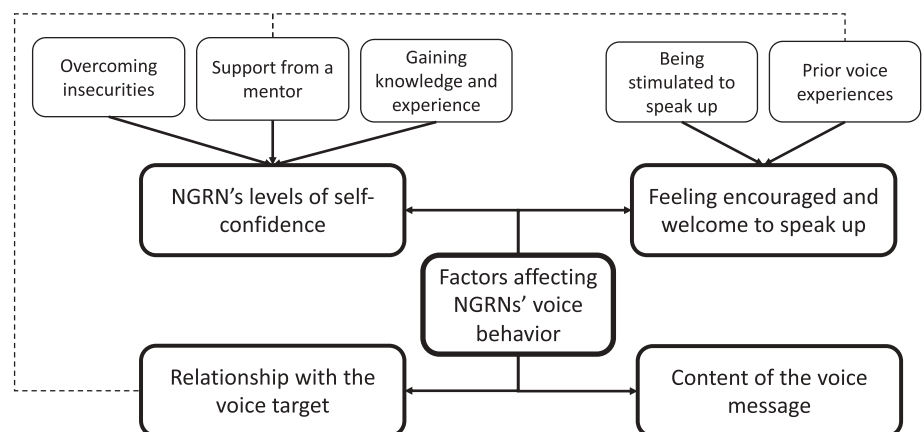 Overcoming
insecurities
Support from a
mentor
Gaining
knowledge and
experience
Being
stimulated to
speak up
Prior voice
experiences
NGRN's levels of self-
confidence
Feeling encouraged and
welcome to speak up
Factors affecting
NGRNs' voice
behavior
Relationship with the
voice target
Content of the voice
message